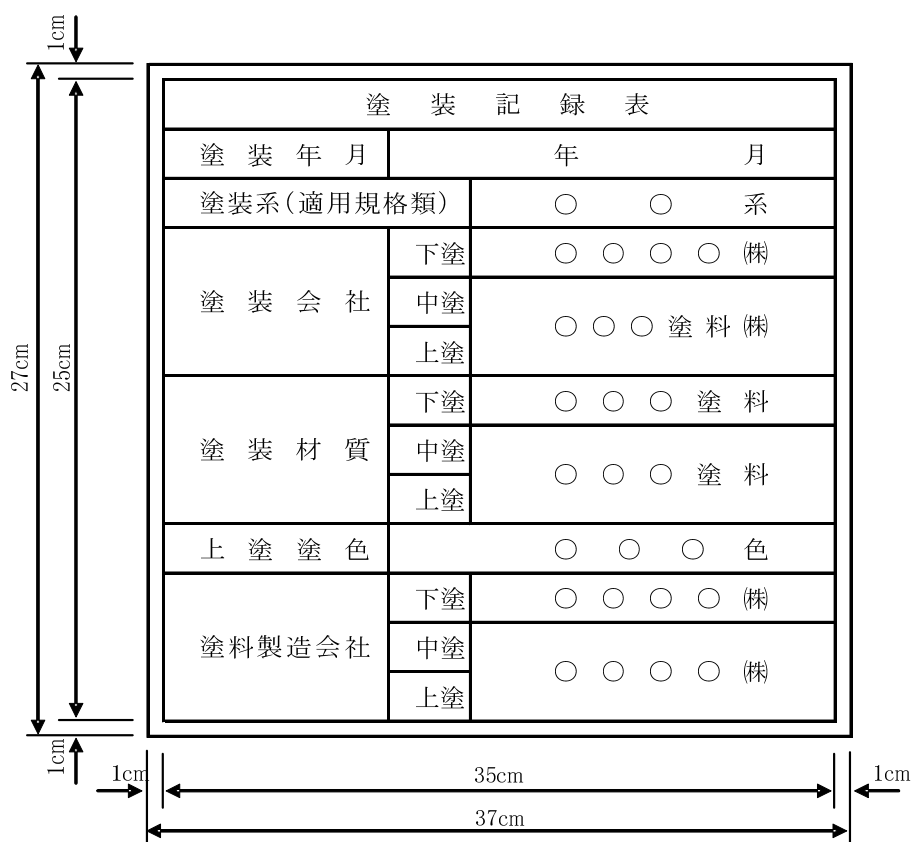 1cm
27cm
25cm
塗装記録表
塗装年月 年 月
塗装系(適用規格類) ○ ○ 系
塗装会社
下塗 ○○○○㈱
中塗
上塗
○○○塗料㈱
塗装材質
下塗 ○○○塗料
中塗
上塗
○○○塗料
上塗塗色 ○○○色
塗料製造会社
下塗 ○○○○㈱
中塗
上塗
○○○○㈱
1cm
1cm 35cm 1cm
37cm